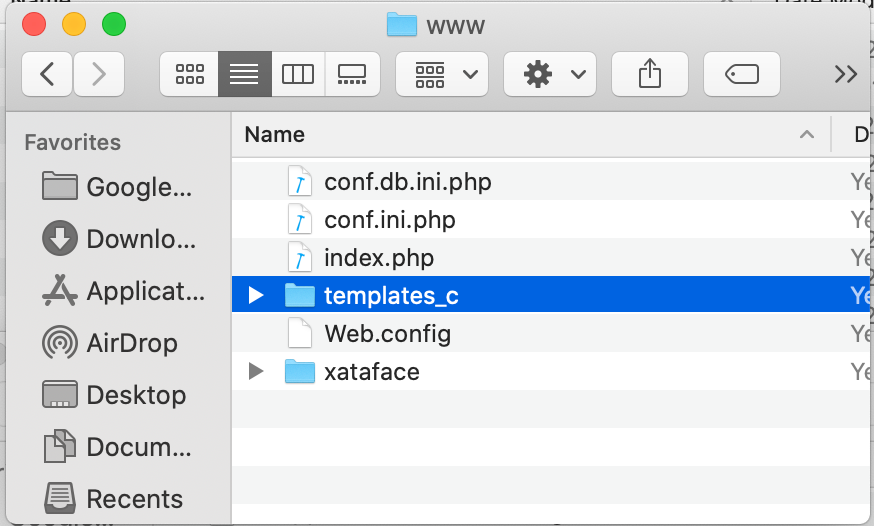 www
Favorites
Google...
Downlo...
Applicat...
AirDrop
Desktop
Docum...
Recents
Name
D
conf.db.ini.php
Ye
conf.ini.php
Ye
index.php
Ye
templates_c
Ye
Web.config
Ye
xataface
Ye